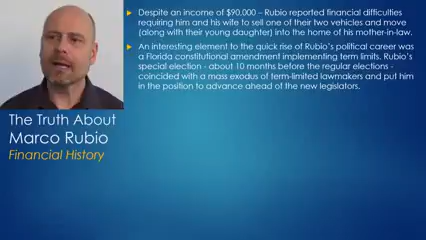 Despite an income of $90,000 – Rubio reported financial difficulties
requiring him and his wife to sell one of their two vehicles and move
(along with their young daughter) into the home of his mother-in-law.
An interesting element to the quick rise of Rubio's political career was
a Florida constitutional amendment implementing term limits. Rubio's
special election - about 10 months before the regular elections -
coincided with a mass exodus of term-limited lawmakers and put him
in the position to advance ahead of the new legislators.
The Truth About
Marco Rubio
Financial History